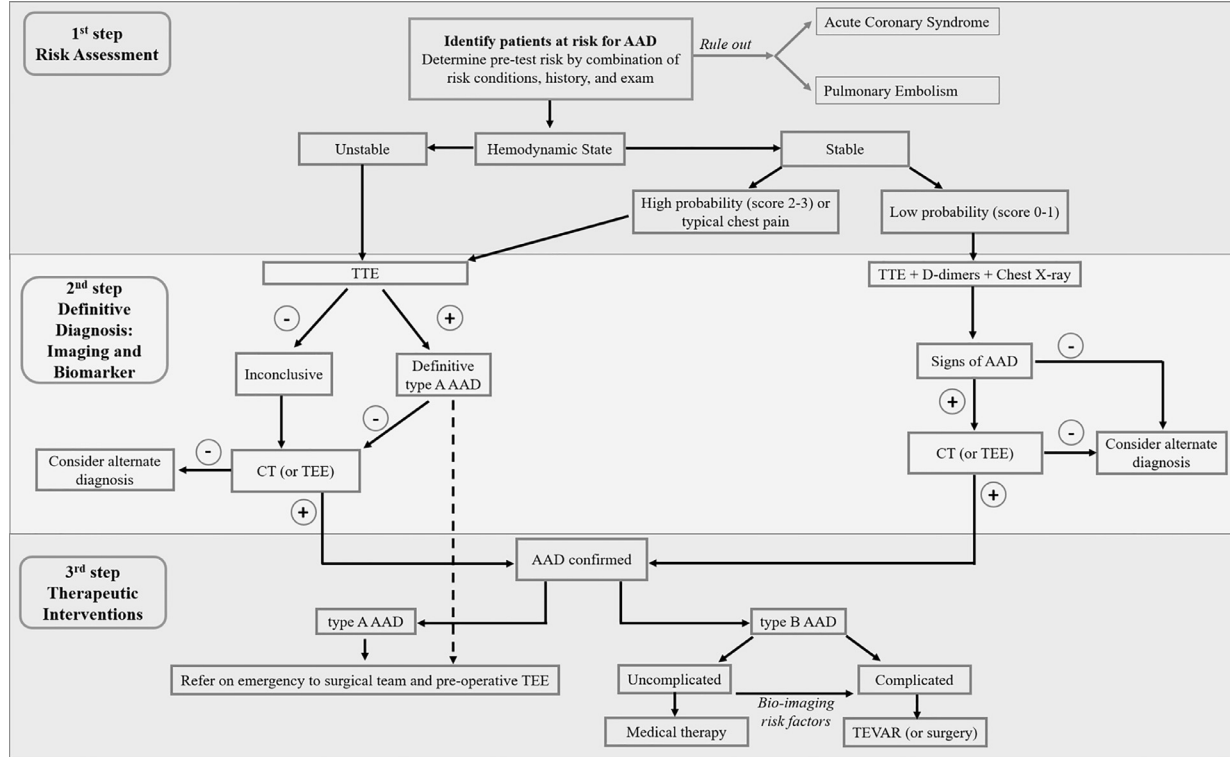 1st step
Risk Assessment
Identify patients at risk for AAD
Determine pre-test risk by combination of
risk conditions, history, and exam
Rule out
Acute Coronary Syndrome
Pulmonary Embolism
Unstable
Hemodynamic State
Stable
High probability (score 2-3) or
typical chest pain
Low probability (score 0-1)
2nd step
Definitive
Diagnosis:
Imaging and
Biomarker
TTE
TTE + D-dimers + Chest X-ray
-
+
Inconclusive
Definitive
type A AAD
Signs of AAD
-
-
+
Consider alternate
diagnosis
-
CT (or TEE)
+
CT (or TEE)
-
Consider alternate
diagnosis
+
3rd step
Therapeutic
Interventions
AAD confirmed
type A AAD
type B AAD
Refer on emergency to surgical team and pre-operative TEE
Uncomplicated
Complicated
Bio-imaging
risk factors
Medical therapy
TEVAR (or surgery)